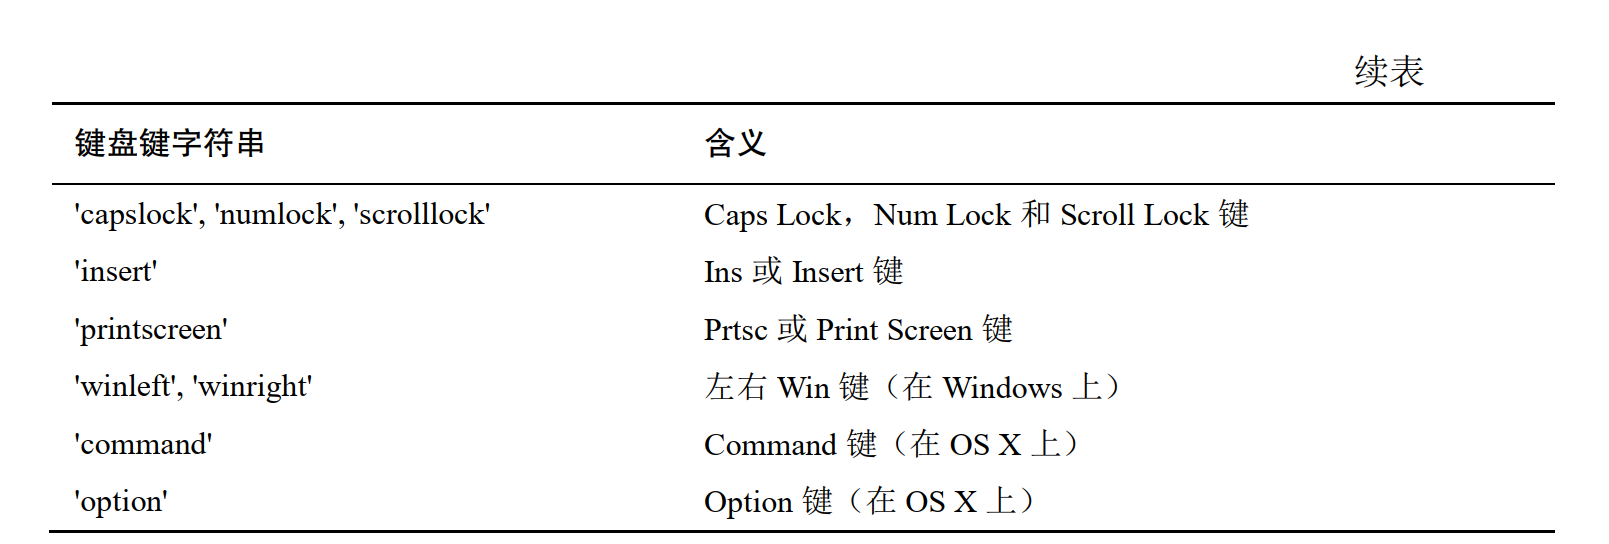 续表
键盘键字符串 含义
'capslock', 'numlock', 'scrolllock' Caps Lock，Num Lock 和 Scroll Lock 键
'insert' Ins 或 Insert 键
'printscreen' Prtsc 或 Print Screen 键
'winleft', 'winright' 左右 Win 键（在 Windows 上）
'command' Command 键（在 OS X 上）
'option' Option 键（在 OS X 上）